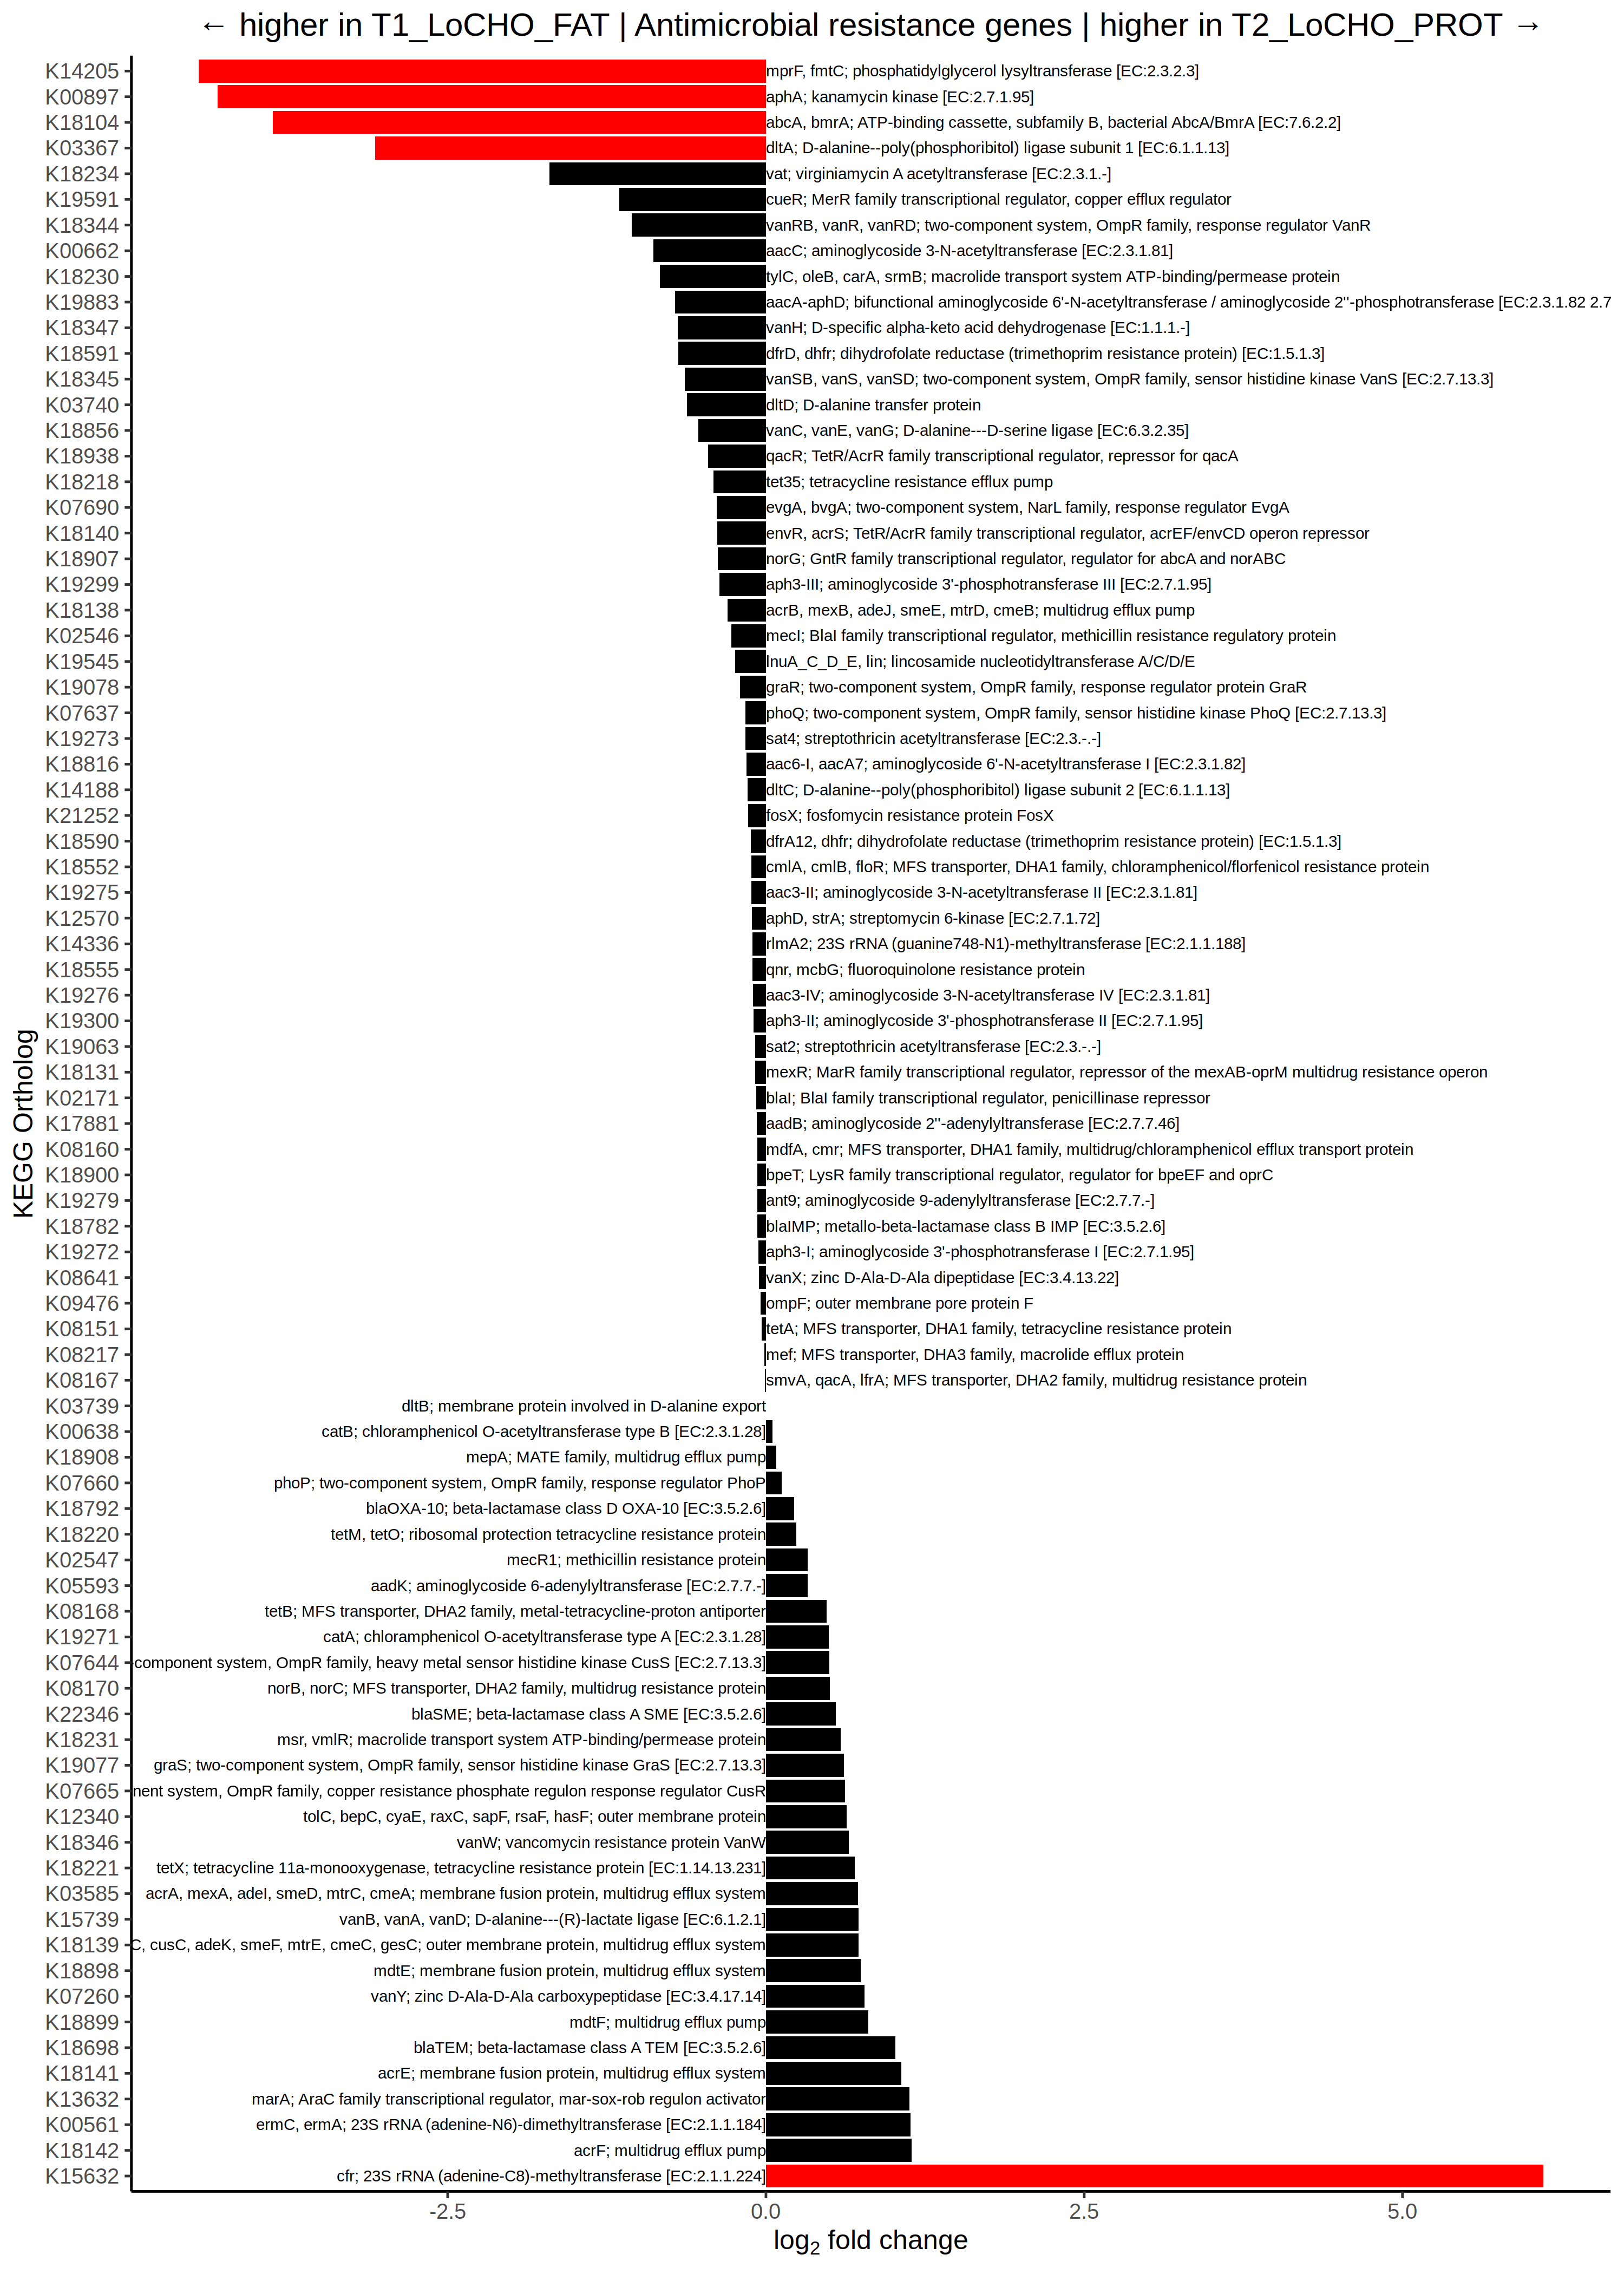 ← higher in T1_LoCHO_FAT | Antimicrobial resistance genes | higher in T2_LoCHO_PROT →
K14205 mprF, fmtC; phosphatidylglycerol lysyltransferase [EC:2.3.2.3]
K00897 aphA; kanamycin kinase [EC:2.7.1.95]
K18104 abcA, bmrA; ATP-binding cassette, subfamily B, bacterial AbcA/BmrA [EC:7.6.2.2]
K03367 dltA; D-alanine--poly(phosphoribitol) ligase subunit 1 [EC:6.1.1.13]
K18234 vat; virginiamycin A acetyltransferase [EC:2.3.1.-]
K19591 cueR; MerR family transcriptional regulator, copper efflux regulator
K18344 vanRB, vanR, vanRD; two-component system, OmpR family, response regulator VanR
K00662 aacC; aminoglycoside 3-N-acetyltransferase [EC:2.3.1.81]
K18230 tylC, oleB, carA, srmB; macrolide transport system ATP-binding/permease protein
K19883 aacA-aphD; bifunctional aminoglycoside 6'-N-acetyltransferase / aminoglycoside 2''-phosphotransferase [EC:2.3.1.82 2.7
K18347 vanH; D-specific alpha-keto acid dehydrogenase [EC:1.1.1.-]
K18591 dfrD, dhfr; dihydrofolate reductase (trimethoprim resistance protein) [EC:1.5.1.3]
K18345 vanSB, vanS, vanSD; two-component system, OmpR family, sensor histidine kinase VanS [EC:2.7.13.3]
K03740 dltD; D-alanine transfer protein
K18856 vanC, vanE, vanG; D-alanine---D-serine ligase [EC:6.3.2.35]
K18938 qacR; TetR/AcrR family transcriptional regulator, repressor for qacA
K18218 tet35; tetracycline resistance efflux pump
K07690 evgA, bvgA; two-component system, NarL family, response regulator EvgA
K18140 envR, acrS; TetR/AcrR family transcriptional regulator, acrEF/envCD operon repressor
K18907 norG; GntR family transcriptional regulator, regulator for abcA and norABC
K19299 aph3-III; aminoglycoside 3'-phosphotransferase III [EC:2.7.1.95]
K18138 acrB, mexB, adeJ, smeE, mtrD, cmeB; multidrug efflux pump
K02546 mecI; BlaI family transcriptional regulator, methicillin resistance regulatory protein
K19545 lnuA_C_D_E, lin; lincosamide nucleotidyltransferase A/C/D/E
K19078 graR; two-component system, OmpR family, response regulator protein GraR
K07637 phoQ; two-component system, OmpR family, sensor histidine kinase PhoQ [EC:2.7.13.3]
K19273 sat4; streptothricin acetyltransferase [EC:2.3.-.-]
K18816 aac6-I, aacA7; aminoglycoside 6'-N-acetyltransferase I [EC:2.3.1.82]
K14188 dltC; D-alanine--poly(phosphoribitol) ligase subunit 2 [EC:6.1.1.13]
K21252 fosX; fosfomycin resistance protein FosX
K18590 dfrA12, dhfr; dihydrofolate reductase (trimethoprim resistance protein) [EC:1.5.1.3]
K18552 cmlA, cmlB, floR; MFS transporter, DHA1 family, chloramphenicol/florfenicol resistance protein
K19275 aac3-II; aminoglycoside 3-N-acetyltransferase II [EC:2.3.1.81]
K12570 aphD, strA; streptomycin 6-kinase [EC:2.7.1.72]
K14336 rlmA2; 23S rRNA (guanine748-N1)-methyltransferase [EC:2.1.1.188]
K18555 qnr, mcbG; fluoroquinolone resistance protein
K19276 aac3-IV; aminoglycoside 3-N-acetyltransferase IV [EC:2.3.1.81]
K19300 aph3-II; aminoglycoside 3'-phosphotransferase II [EC:2.7.1.95]
K19063 sat2; streptothricin acetyltransferase [EC:2.3.-.-]
K18131 mexR; MarR family transcriptional regulator, repressor of the mexAB-oprM multidrug resistance operon
K02171 blaI; BlaI family transcriptional regulator, penicillinase repressor
K17881 aadB; aminoglycoside 2''-adenylyltransferase [EC:2.7.7.46]
K08160 mdfA, cmr; MFS transporter, DHA1 family, multidrug/chloramphenicol efflux transport protein
K18900 bpeT; LysR family transcriptional regulator, regulator for bpeEF and oprC
K19279 ant9; aminoglycoside 9-adenylyltransferase [EC:2.7.7.-]
K18782 blaIMP; metallo-beta-lactamase class B IMP [EC:3.5.2.6]
K19272 aph3-I; aminoglycoside 3'-phosphotransferase I [EC:2.7.1.95]
K08641 vanX; zinc D-Ala-D-Ala dipeptidase [EC:3.4.13.22]
K09476 ompF; outer membrane pore protein F
K08151 tetA; MFS transporter, DHA1 family, tetracycline resistance protein
K08217 mef; MFS transporter, DHA3 family, macrolide efflux protein
K08167 smvA, qacA, lfrA; MFS transporter, DHA2 family, multidrug resistance protein
K03739 dltB; membrane protein involved in D-alanine export
K00638 catB; chloramphenicol O-acetyltransferase type B [EC:2.3.1.28]
K18908 mepA; MATE family, multidrug efflux pump
K07660 phoP; two-component system, OmpR family, response regulator PhoP
K18792 blaOXA-10; beta-lactamase class D OXA-10 [EC:3.5.2.6]
K18220 tetM, tetO; ribosomal protection tetracycline resistance protein
K02547 mecR1; methicillin resistance protein
K05593 aadK; aminoglycoside 6-adenylyltransferase [EC:2.7.7.-]
K08168 tetB; MFS transporter, DHA2 family, metal-tetracycline-proton antiporter
K19271 catA; chloramphenicol O-acetyltransferase type A [EC:2.3.1.28]
K07644 -component system, OmpR family, heavy metal sensor histidine kinase CusS [EC:2.7.13.3]
K08170 norB, norC; MFS transporter, DHA2 family, multidrug resistance protein
K22346 blaSME; beta-lactamase class A SME [EC:3.5.2.6]
K18231 msr, vmlR; macrolide transport system ATP-binding/permease protein
K19077 graS; two-component system, OmpR family, sensor histidine kinase GraS [EC:2.7.13.3]
K07665 nent system, OmpR family, copper resistance phosphate regulon response regulator CusR
K12340 tolC, bepC, cyaE, raxC, sapF, rsaF, hasF; outer membrane protein
K18346 vanW; vancomycin resistance protein VanW
K18221 tetX; tetracycline 11a-monooxygenase, tetracycline resistance protein [EC:1.14.13.231]
K03585 acrA, mexA, adeI, smeD, mtrC, cmeA; membrane fusion protein, multidrug efflux system
K15739 vanB, vanA, vanD; D-alanine---(R)-lactate ligase [EC:6.1.2.1]
K18139 C, cusC, adeK, smeF, mtrE, cmeC, gesC; outer membrane protein, multidrug efflux system
K18898 mdtE; membrane fusion protein, multidrug efflux system
K07260 vanY; zinc D-Ala-D-Ala carboxypeptidase [EC:3.4.17.14]
K18899 mdtF; multidrug efflux pump
K18698 blaTEM; beta-lactamase class A TEM [EC:3.5.2.6]
K18141 acrE; membrane fusion protein, multidrug efflux system
K13632 marA; AraC family transcriptional regulator, mar-sox-rob regulon activator
K00561 ermC, ermA; 23S rRNA (adenine-N6)-dimethyltransferase [EC:2.1.1.184]
K18142 acrF; multidrug efflux pump
K15632 cfr; 23S rRNA (adenine-C8)-methyltransferase [EC:2.1.1.224]
-2.5 0.0 2.5 5.0
log2 fold change
KEGG Ortholog